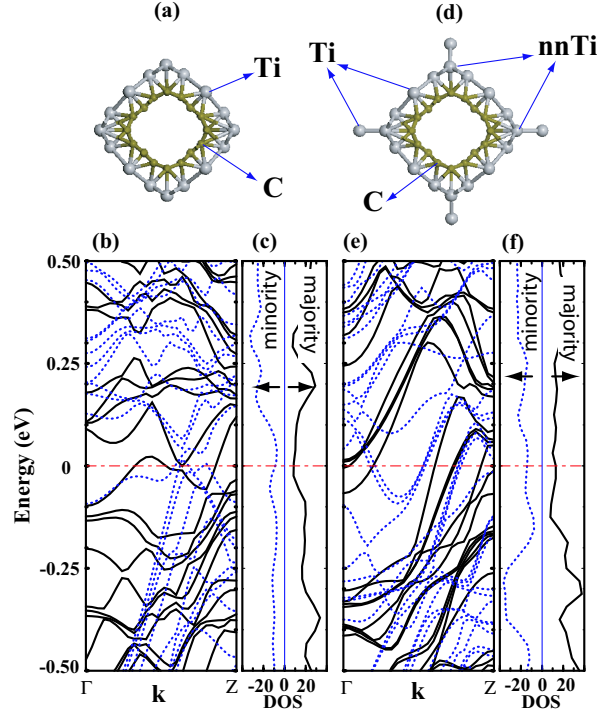 (a)
(d)
Ti
C
Ti
nnTi
C
(b)
(c)
(e)
(f)
Energy (eV)
0.50
0.25
0
-0.25
-0.50
minority
majority
minority
majority
Γ
k
Z
-20 0 20
DOS
Γ
k
Z
-20 0 20
DOS